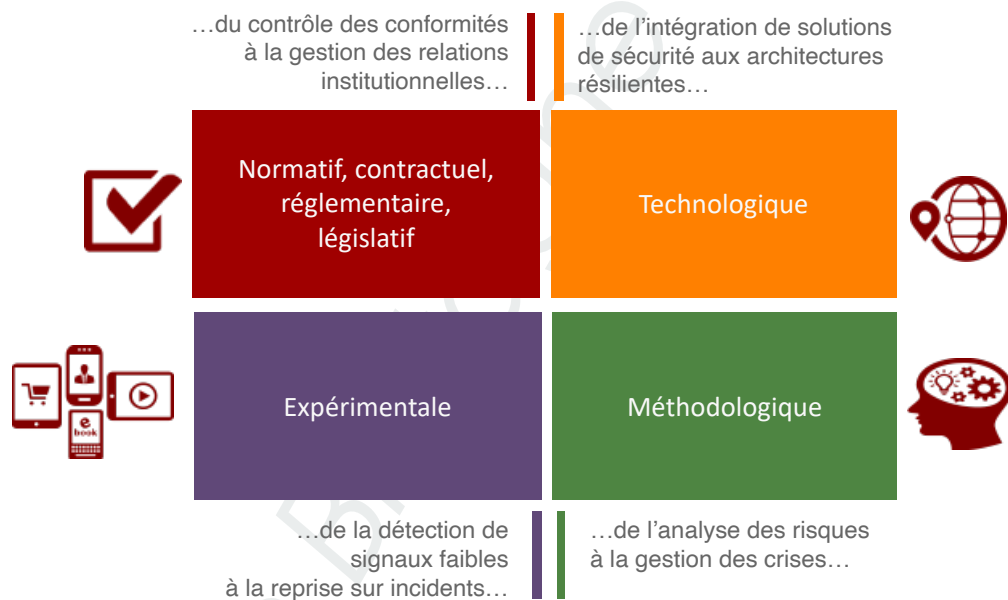 …du contrôle des conformités
à la gestion des relations
institutionnelles…
…de l’intégration de solutions
de sécurité aux architectures
résilientes…
Normatif, contractuel,
réglementaire,
législatif
Technologique
Expérimentale
Méthodologique
e
book
…de la détection de
signaux faibles
à la reprise sur incidents…
…de l’analyse des risques
à la gestion des crises…